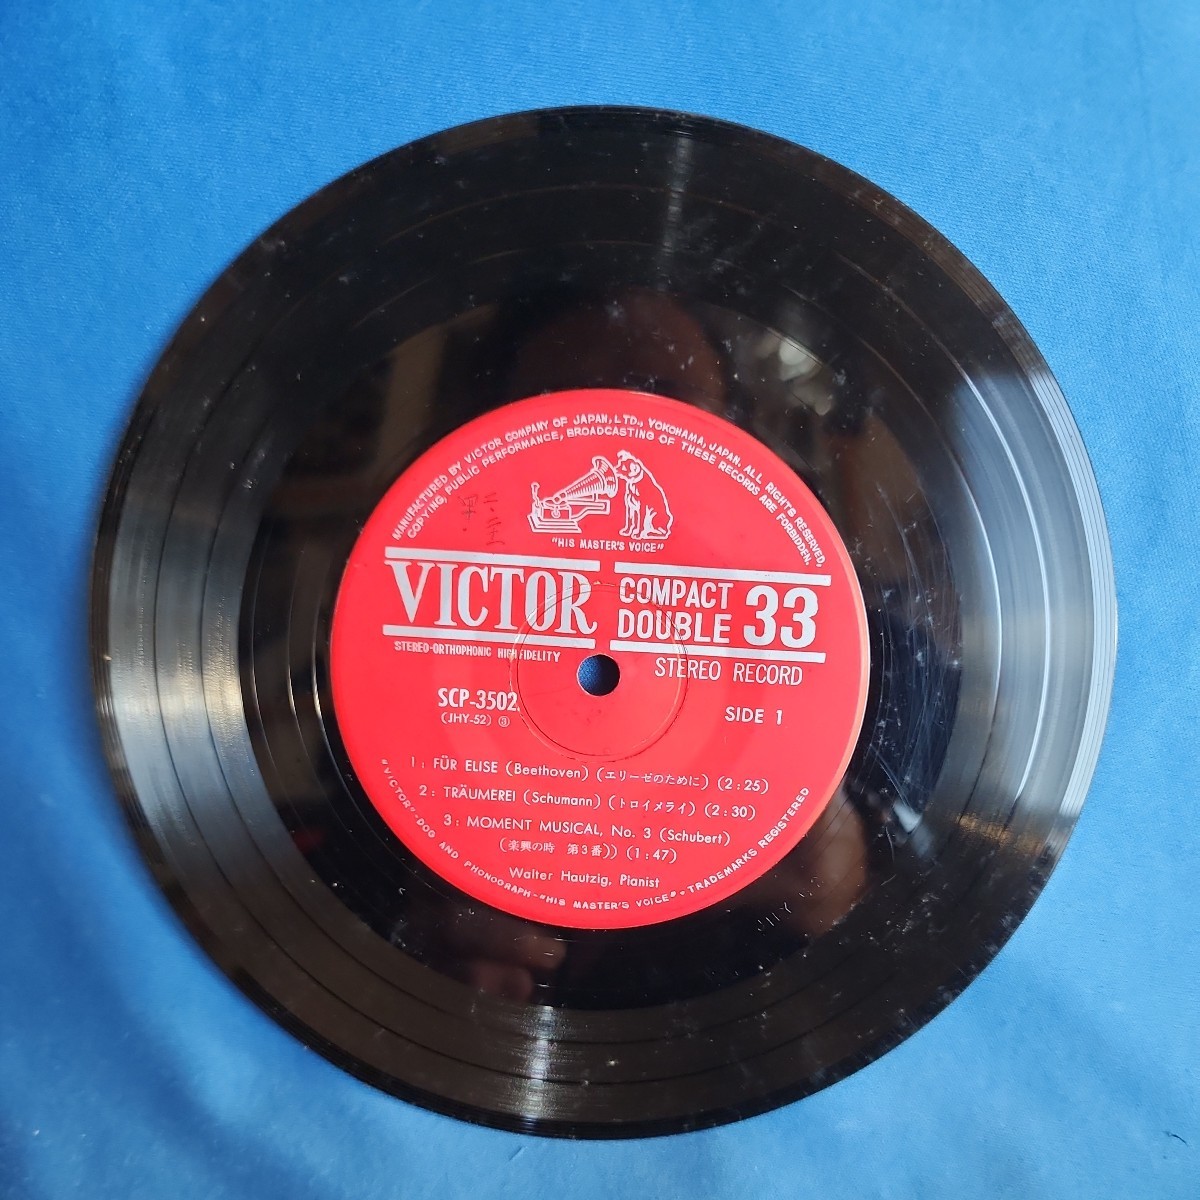 MANUFACTURED BY VICTOR COMPANY OF JAPAN, LTD., YOKOHAMA, JAPAN. ALL RIGHTS RESERVED,
COPYING, PUBLIC PERFORMANCE, BROADCASTING OF THESE RECORDS ARE FORBIDDEN.
"HIS MASTER'S VOICE"
VICTOR
COMPACT
DOUBLE 33
STEREO-ORTHOPHONIC HIGH FIDELITY
STEREO RECORD
SCP-3502
(JHY-52) ③
SIDE 1
1 : FÜR ELISE (Beethoven) (エリーゼのために) (2 : 25)
2 : TRÄUMEREI (Schumann) (トロイメライ) (2 : 30)
3 : MOMENT MUSICAL, No. 3 (Schubert)
(楽興の時 第3番)) (1 : 47)
Walter Hautzig, Pianist
"VICTOR"-DOG AND PHONOGRAPH-"HIS MASTER'S VOICE"-TRADEMARKS REGISTERED